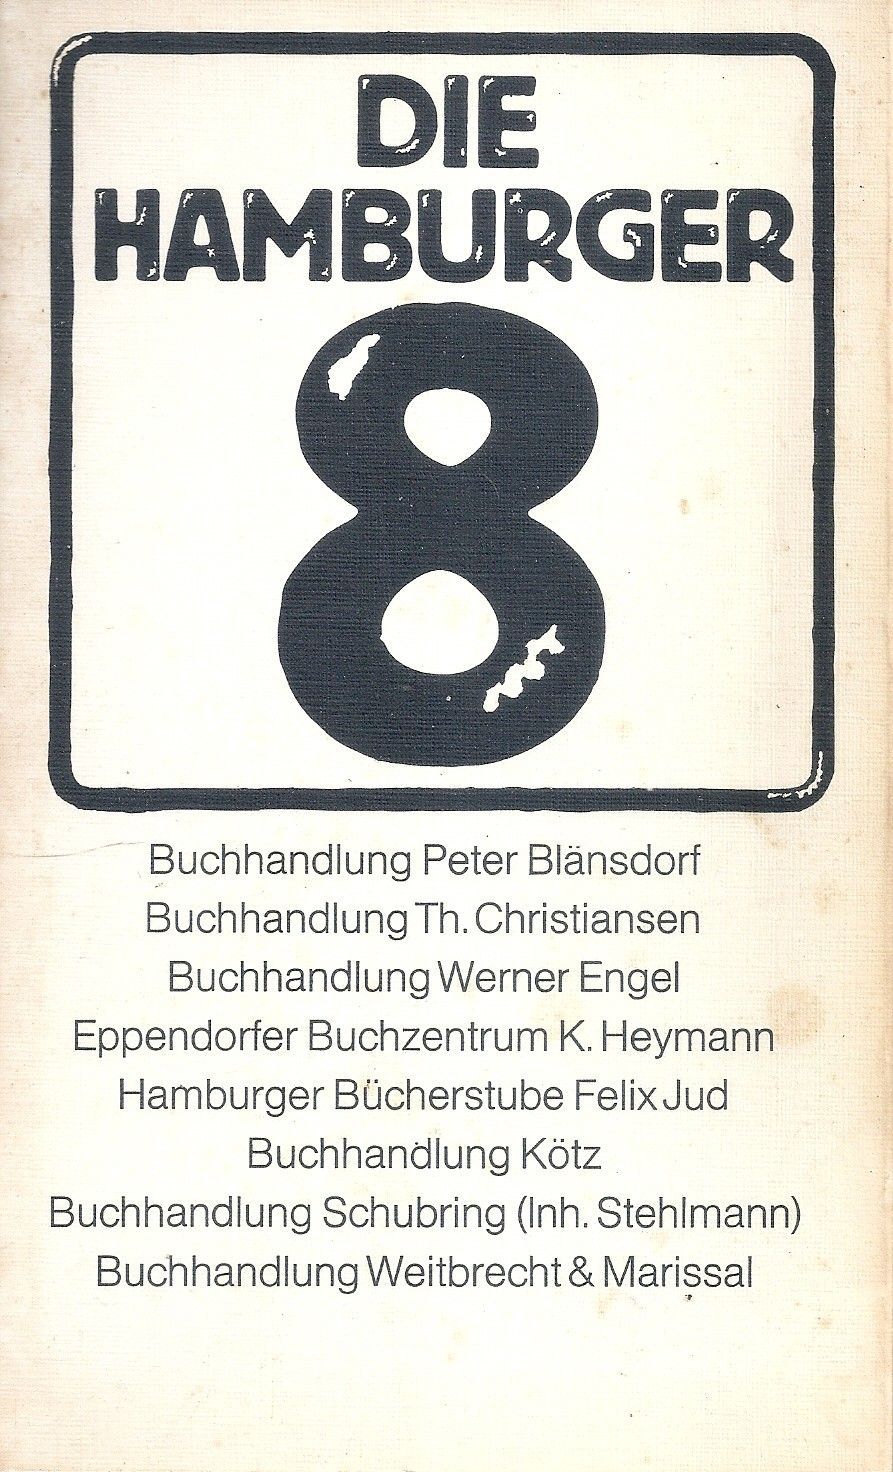 DIE
HAMBURGER
8
Buchhandlung Peter Blänsdorf
Buchhandlung Th. Christiansen
Buchhandlung Werner Engel
Eppendorfer Buchzentrum K. Heymann
Hamburger Bücherstube Felix Jud
Buchhandlung Kötz
Buchhandlung Schubring (Inh. Stehlmann)
Buchhandlung Weitbrecht & Marissal